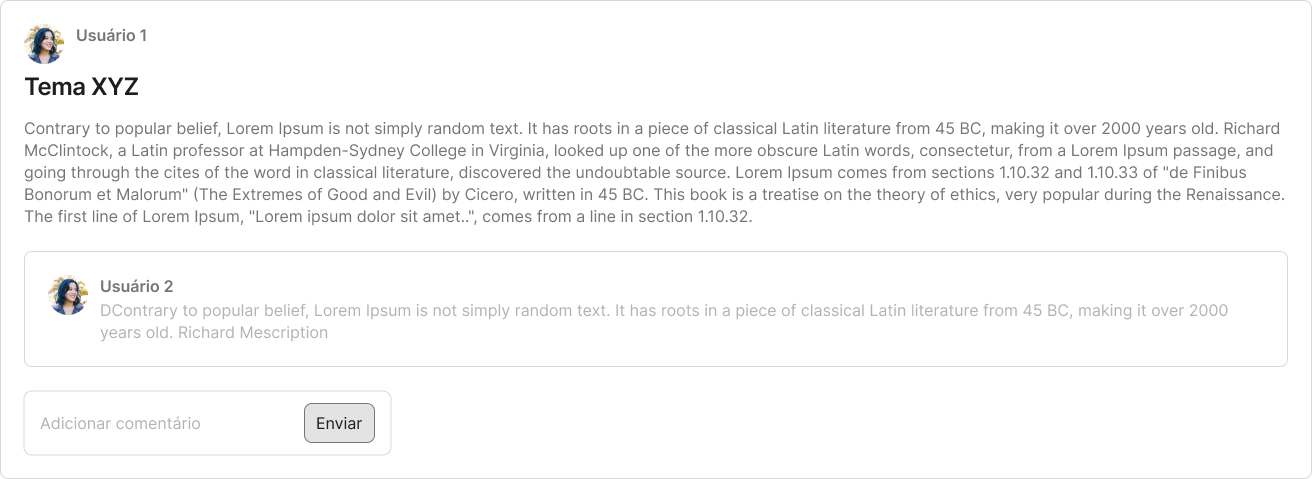 Usuário 1
Tema XYZ
Contrary to popular belief, Lorem Ipsum is not simply random text. It has roots in a piece of classical Latin literature from 45 BC, making it over 2000 years old. Richard
McClintock, a Latin professor at Hampden-Sydney College in Virginia, looked up one of the more obscure Latin words, consectetur, from a Lorem Ipsum passage, and
going through the cites of the word in classical literature, discovered the undoubtable source. Lorem Ipsum comes from sections 1.10.32 and 1.10.33 of "de Finibus
Bonorum et Malorum" (The Extremes of Good and Evil) by Cicero, written in 45 BC. This book is a treatise on the theory of ethics, very popular during the Renaissance.
The first line of Lorem Ipsum, "Lorem ipsum dolor sit amet..", comes from a line in section 1.10.32.
Usuário 2
DContrary to popular belief, Lorem Ipsum is not simply random text. It has roots in a piece of classical Latin literature from 45 BC, making it over 2000
years old. Richard Mescription
Adicionar comentário
Enviar